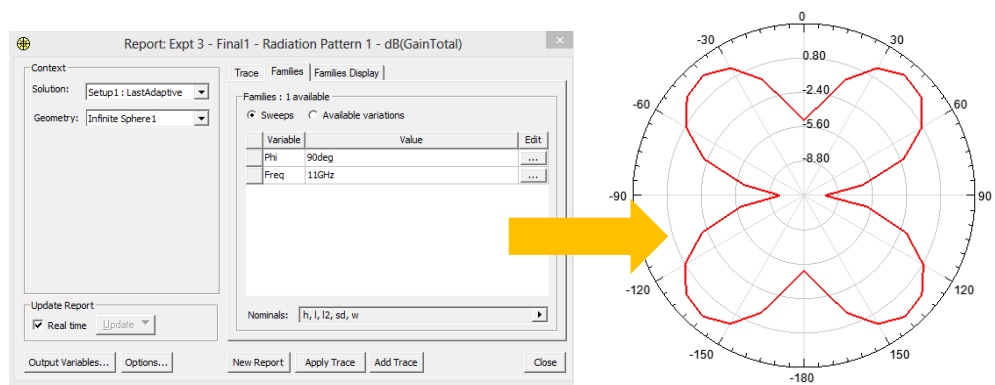 Report: Expt 3 - Final1 - Radiation Pattern 1 - dB(GainTotal)
Context
Solution: Setup1 : LastAdaptive
Geometry: Infinite Sphere1
Update Report
Real time Update
Output Variables... Options...
Trace Families Families Display
Families : 1 available
Sweeps Available variations
Variable Value Edit
Phi 90deg ...
Freq 11GHz ...
Nominals: h, l, l2, sd, w
New Report Apply Trace Add Trace Close
0
-30 30
0.80
-2.40
-60 60
-5.60
-8.80
-90 90
-120 120
-150 150
-180